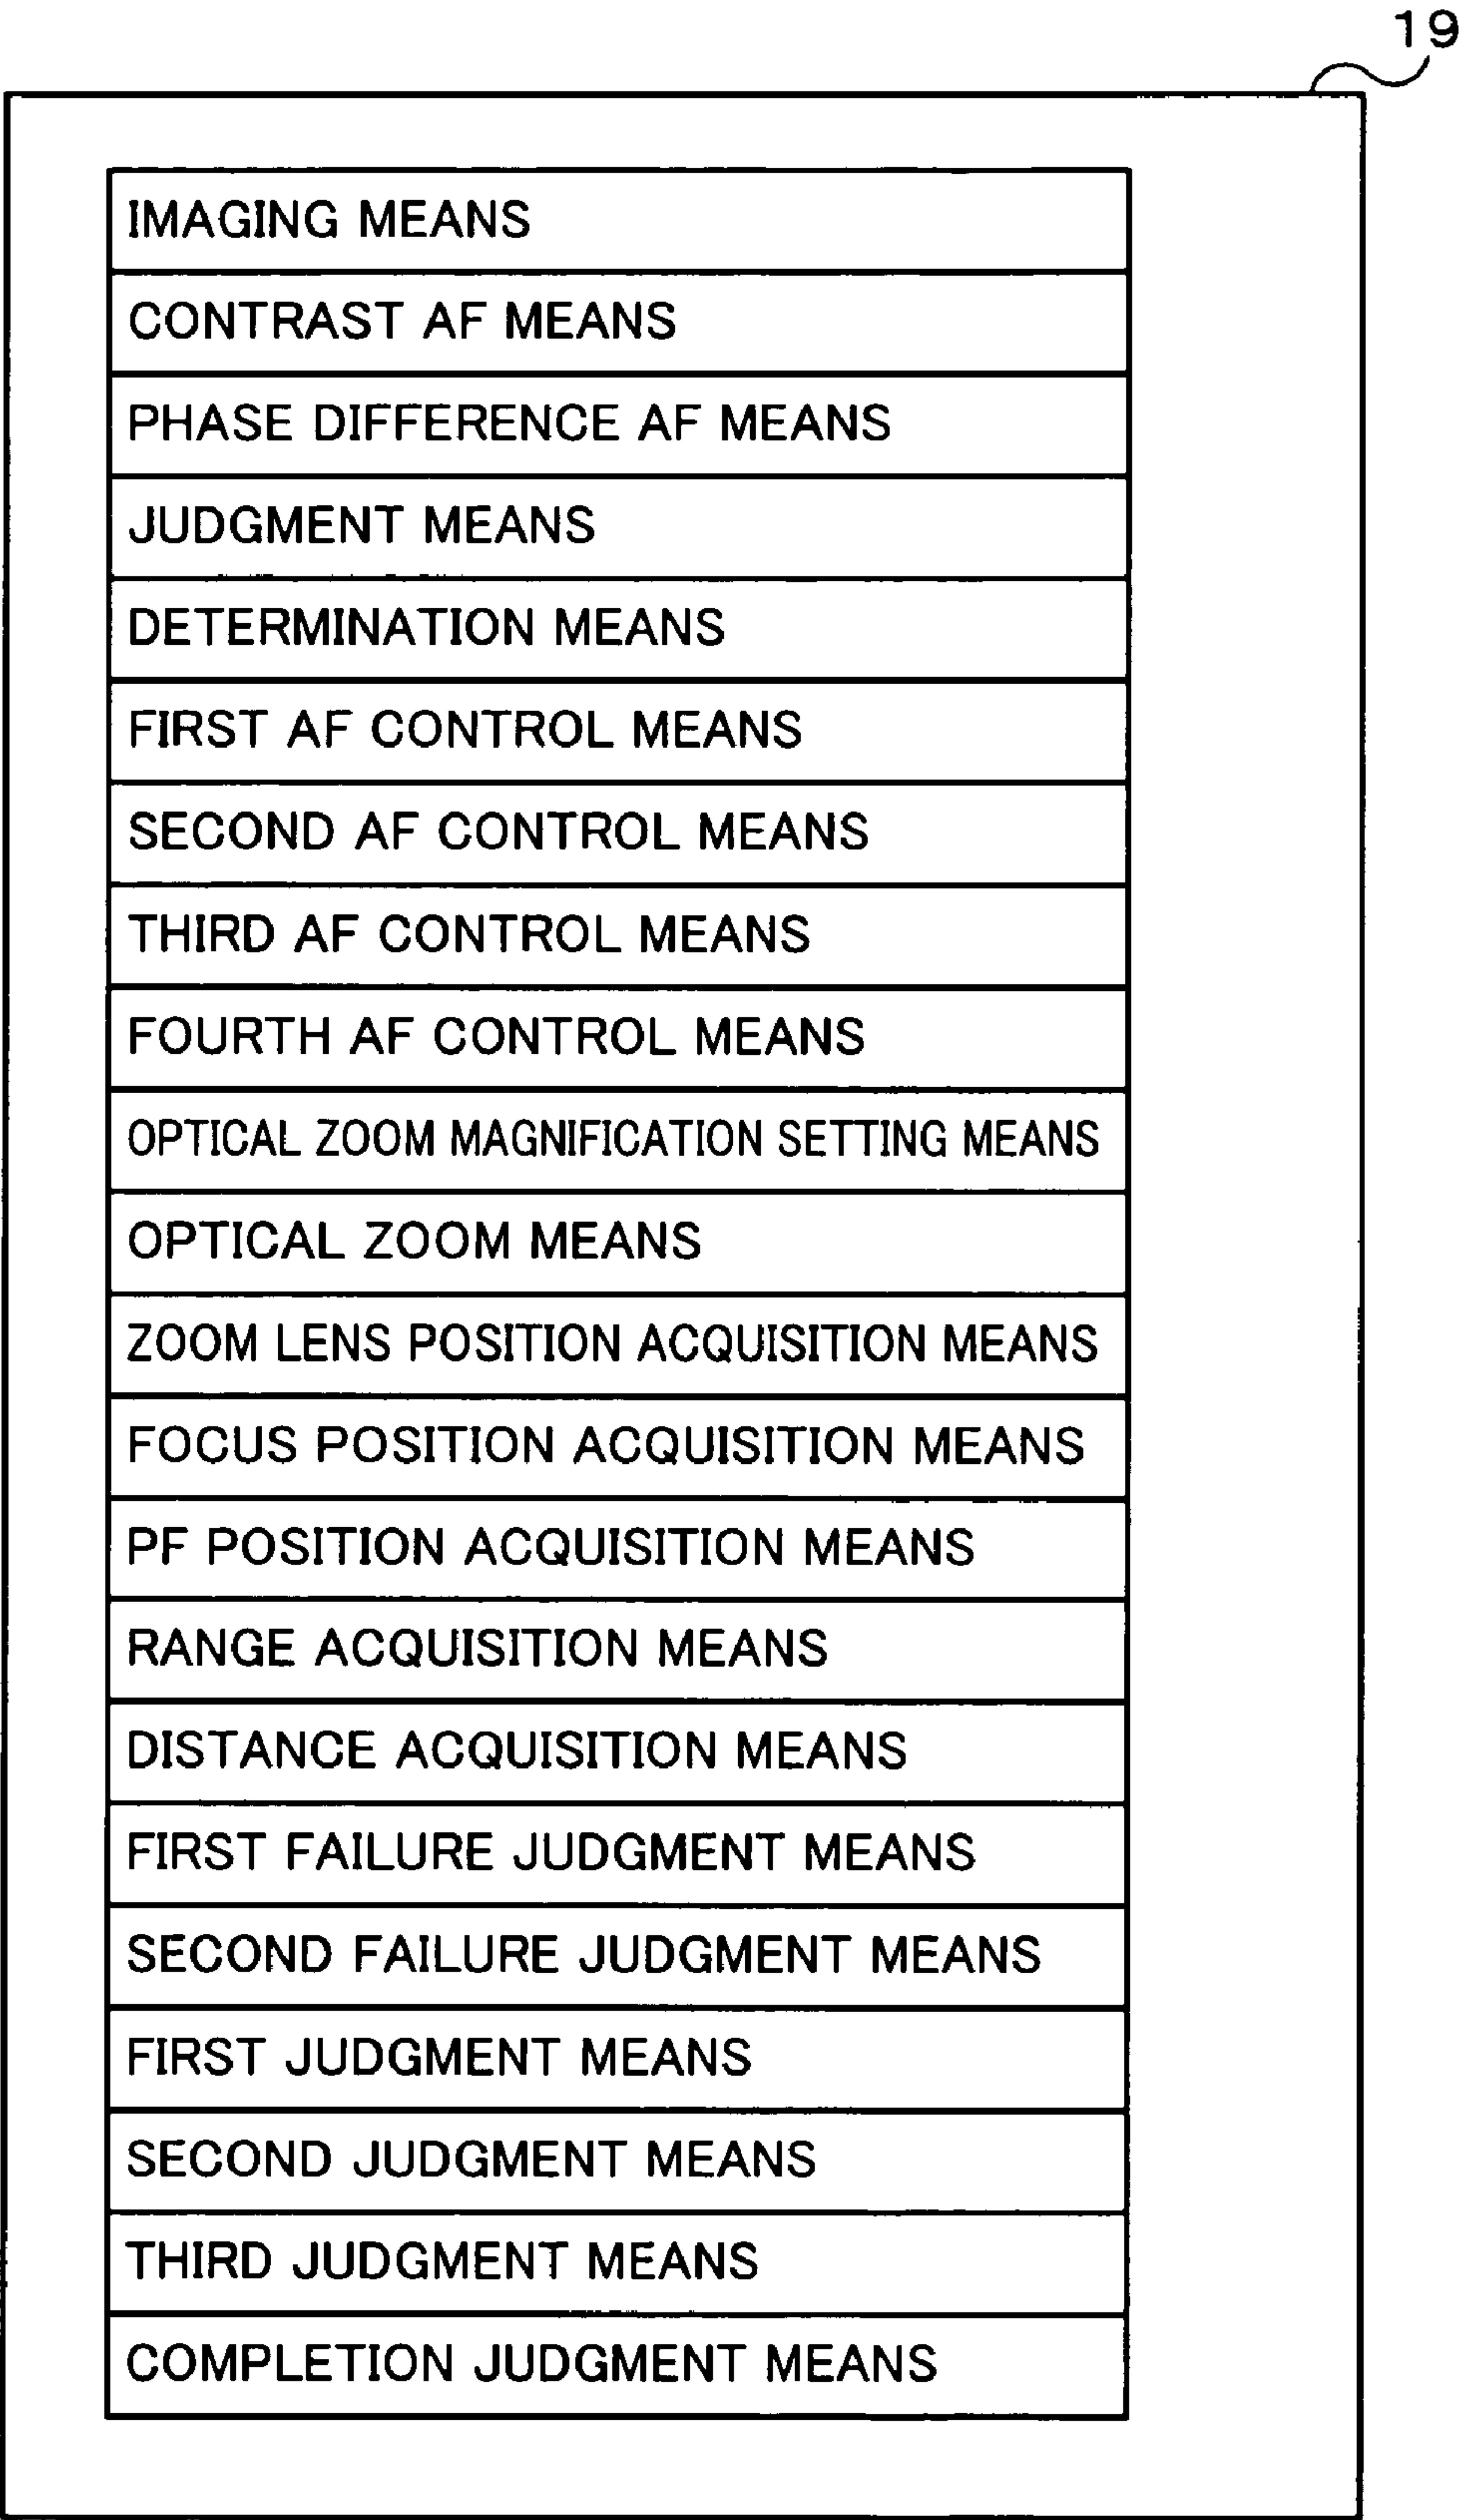 19
IMAGING MEANS
CONTRAST AF MEANS
PHASE DIFFERENCE AF MEANS
JUDGMENT MEANS
DETERMINATION MEANS
FIRST AF CONTROL MEANS
SECOND AF CONTROL MEANS
THIRD AF CONTROL MEANS
FOURTH AF CONTROL MEANS
OPTICAL ZOOM MAGNIFICATION SETTING MEANS
OPTICAL ZOOM MEANS
ZOOM LENS POSITION ACQUISITION MEANS
FOCUS POSITION ACQUISITION MEANS
PF POSITION ACQUISITION MEANS
RANGE ACQUISITION MEANS
DISTANCE ACQUISITION MEANS
FIRST FAILURE JUDGMENT MEANS
SECOND FAILURE JUDGMENT MEANS
FIRST JUDGMENT MEANS
SECOND JUDGMENT MEANS
THIRD JUDGMENT MEANS
COMPLETION JUDGMENT MEANS